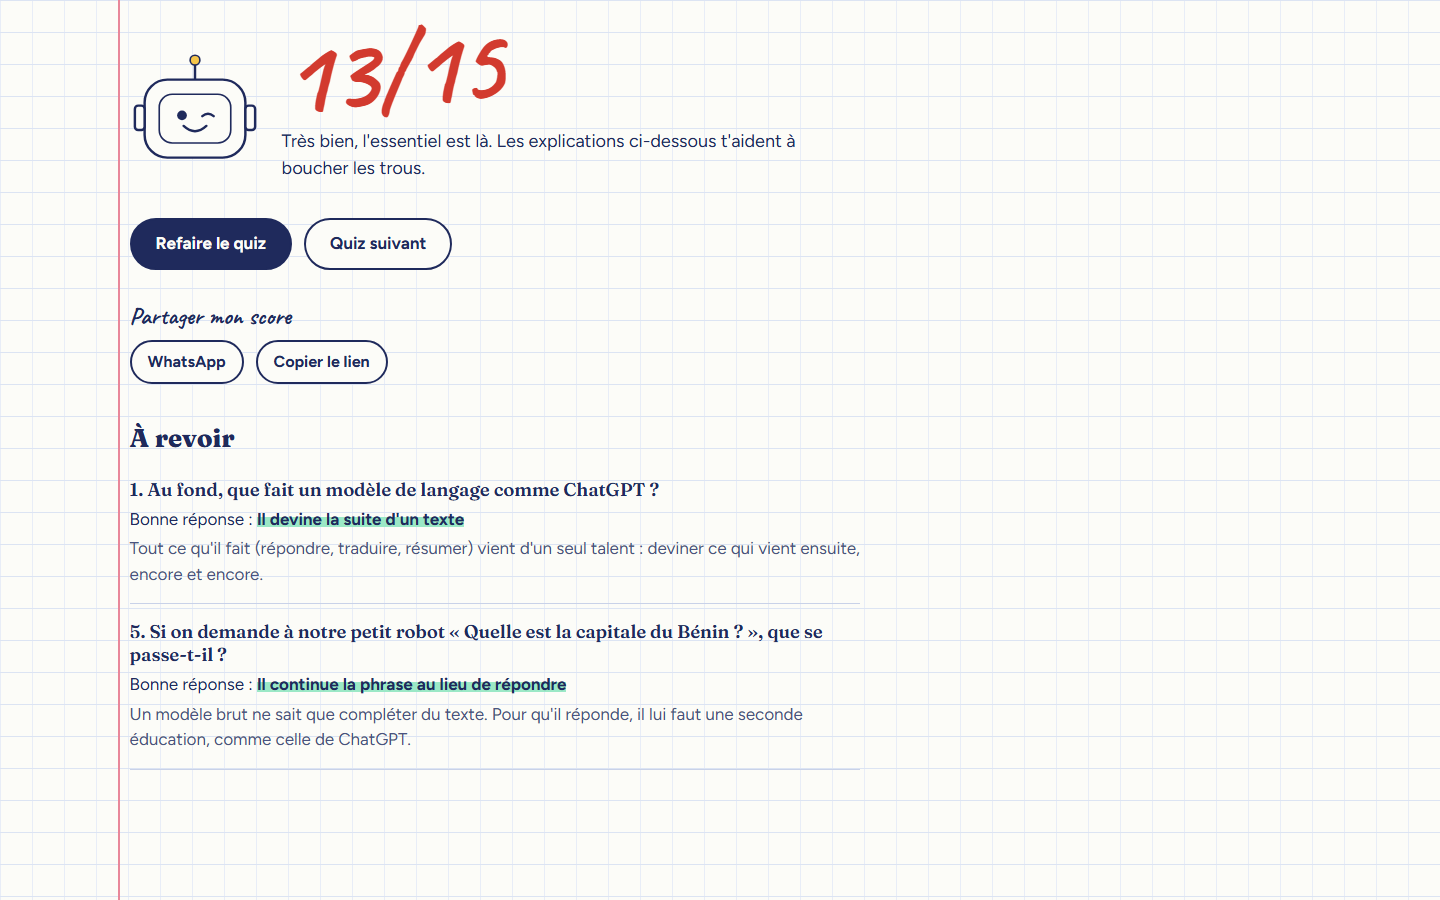 13/15
Très bien, l'essentiel est là. Les explications ci-dessous t'aident à
boucher les trous.
Refaire le quiz
Quiz suivant
Partager mon score
WhatsApp
Copier le lien
À revoir
1. Au fond, que fait un modèle de langage comme ChatGPT ?
Bonne réponse : Il devine la suite d'un texte
Tout ce qu'il fait (répondre, traduire, résumer) vient d'un seul talent : deviner ce qui vient ensuite,
encore et encore.
5. Si on demande à notre petit robot « Quelle est la capitale du Bénin ? », que se
passe-t-il ?
Bonne réponse : Il continue la phrase au lieu de répondre
Un modèle brut ne sait que compléter du texte. Pour qu'il réponde, il lui faut une seconde
éducation, comme celle de ChatGPT.